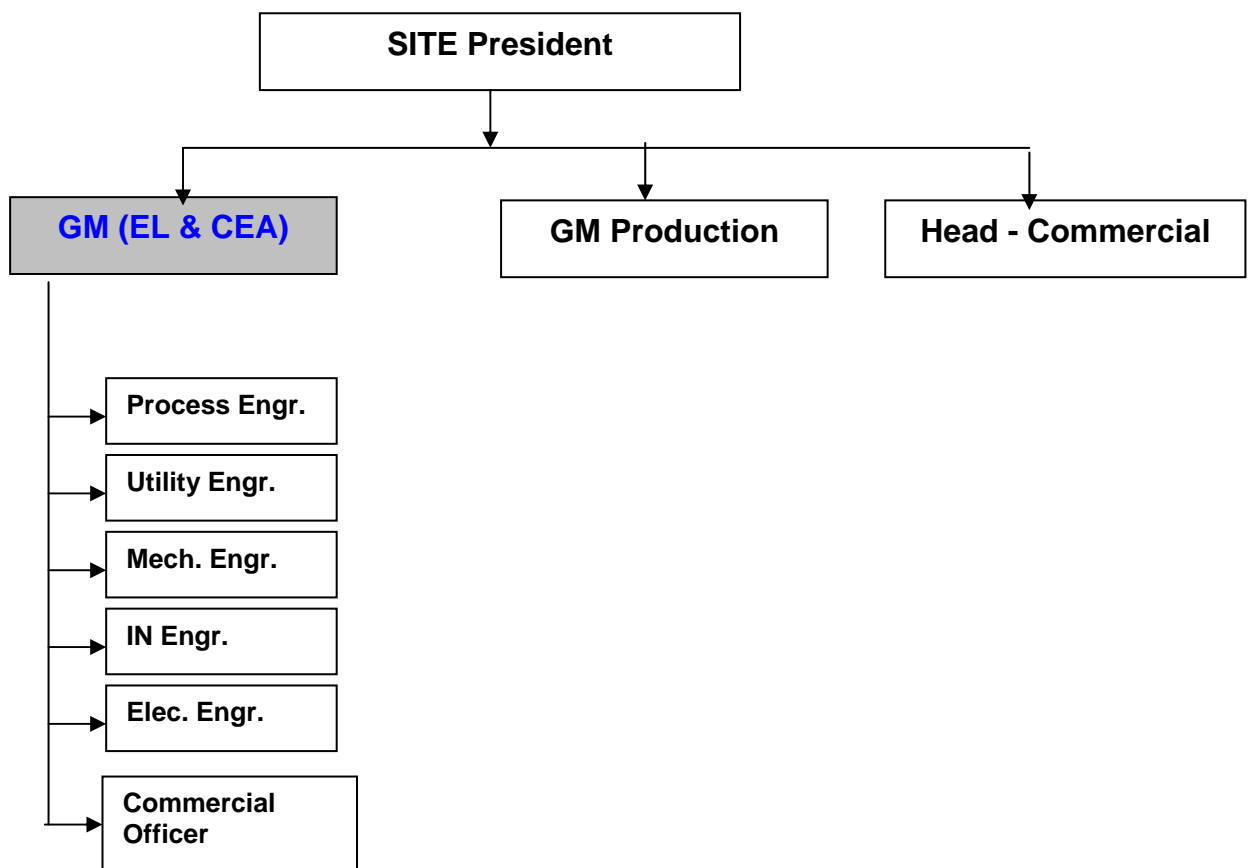 SITE President
GM (EL & CEA)
GM Production
Head - Commercial
Process Engr.
Utility Engr.
Mech. Engr.
IN Engr.
Elec. Engr.
Commercial
Officer